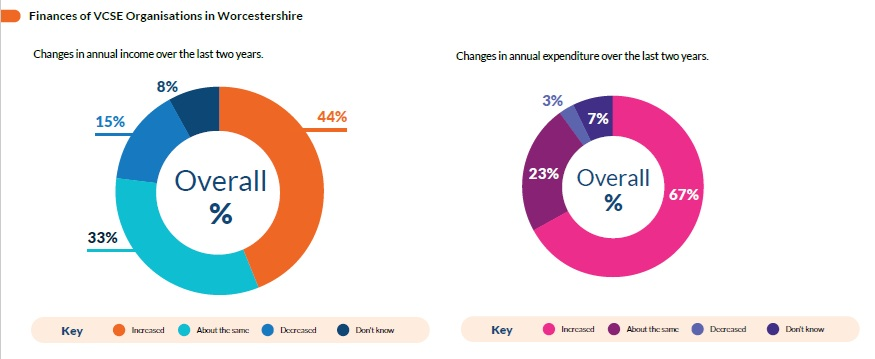 Finances of VCSE Organisations in Worcestershire
Changes in annual income over the last two years.
8%
15%
44%
33%
Overall
%
Key
Increased
About the same
Decreased
Don't know
Changes in annual expenditure over the last two years.
3%
7%
23%
67%
Overall
%
Key
Increased
About the same
Decreased
Don't know